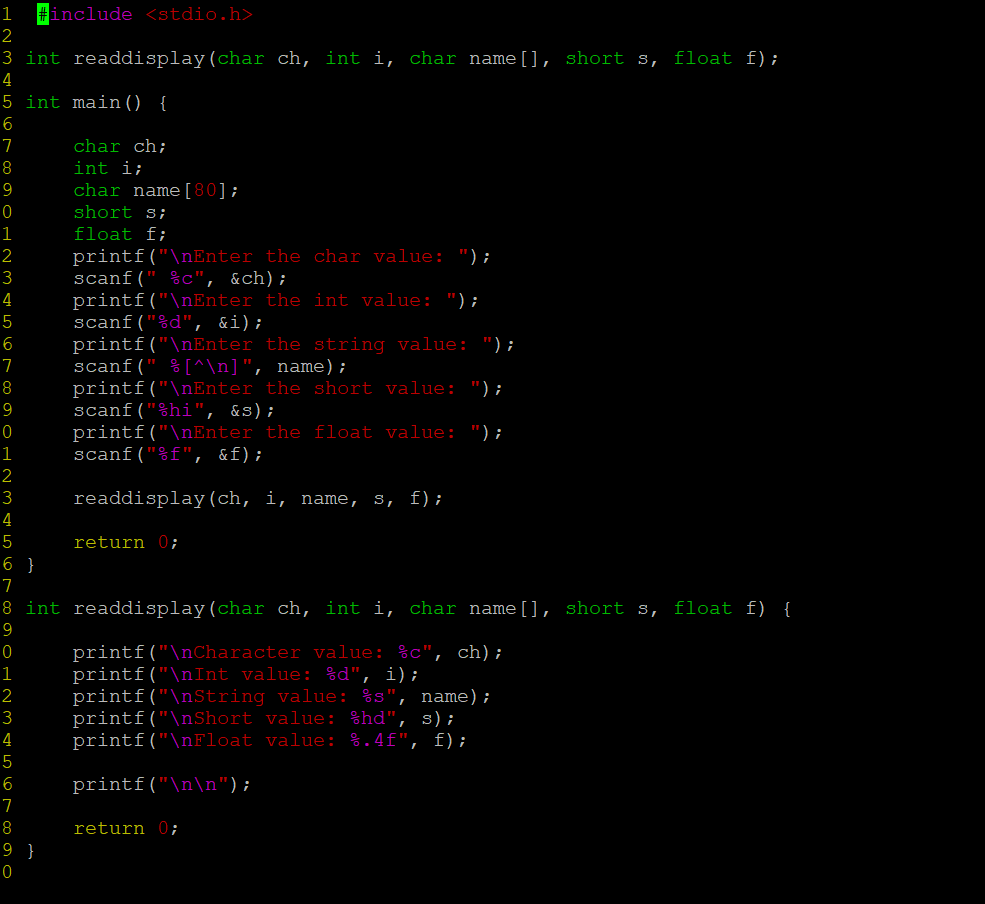 1  #include <stdio.h>
2
3 int readdisplay(char ch, int i, char name[], short s, float f);
4
5 int main() {
6
7     char ch;
8     int i;
9     char name[80];
0     short s;
1     float f;
2     printf("\nEnter the char value: ");
3     scanf(" %c", &ch);
4     printf("\nEnter the int value: ");
5     scanf("%d", &i);
6     printf("\nEnter the string value: ");
7     scanf(" %[^\n]", name);
8     printf("\nEnter the short value: ");
9     scanf("%hi", &s);
0     printf("\nEnter the float value: ");
1     scanf("%f", &f);
2
3     readdisplay(ch, i, name, s, f);
4
5     return 0;
6 }
7
8 int readdisplay(char ch, int i, char name[], short s, float f) {
9
0     printf("\nCharacter value: %c", ch);
1     printf("\nInt value: %d", i);
2     printf("\nString value: %s", name);
3     printf("\nShort value: %hd", s);
4     printf("\nFloat value: %.4f", f);
5
6     printf("\n\n");
7
8     return 0;
9 }
0